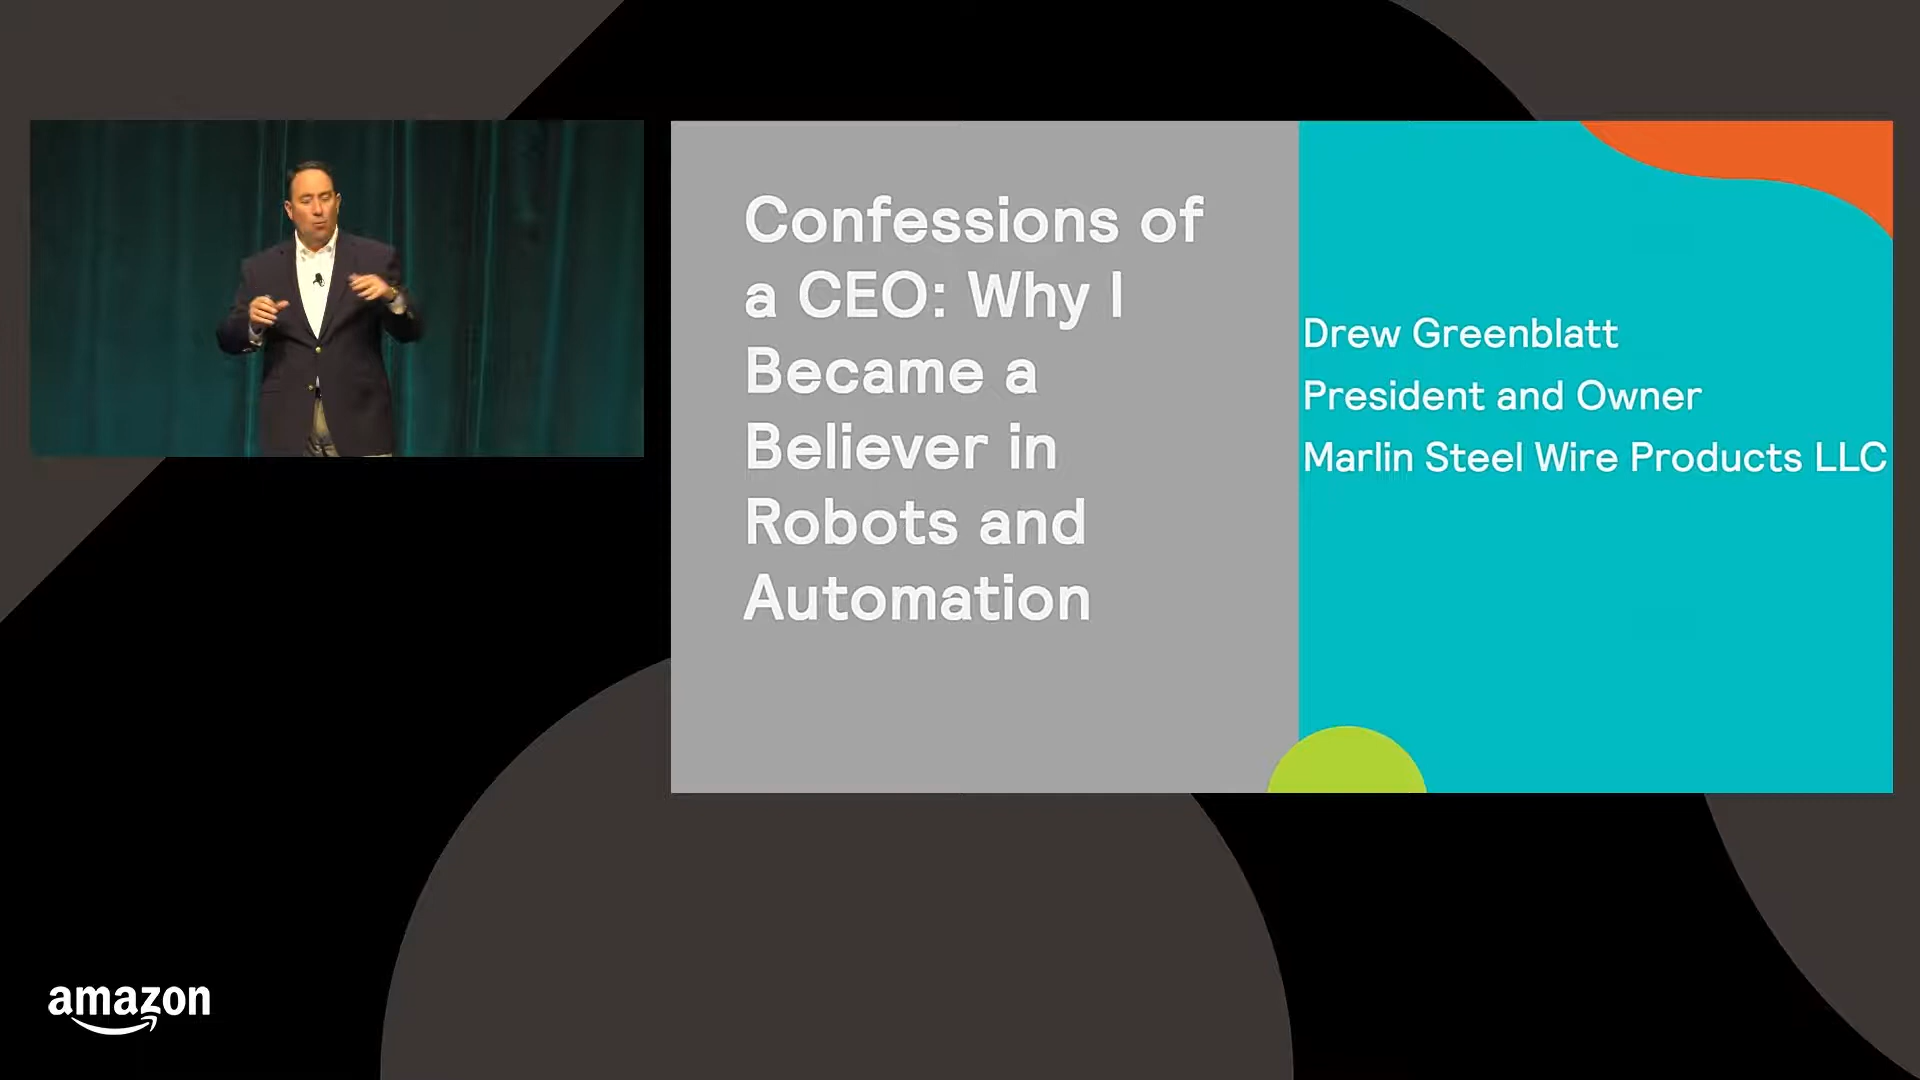 Confessions of
a CEO: Why I
Became a
Believer in
Robots and
Automation
Drew Greenblatt
President and Owner
Marlin Steel Wire Products LLC
amazon